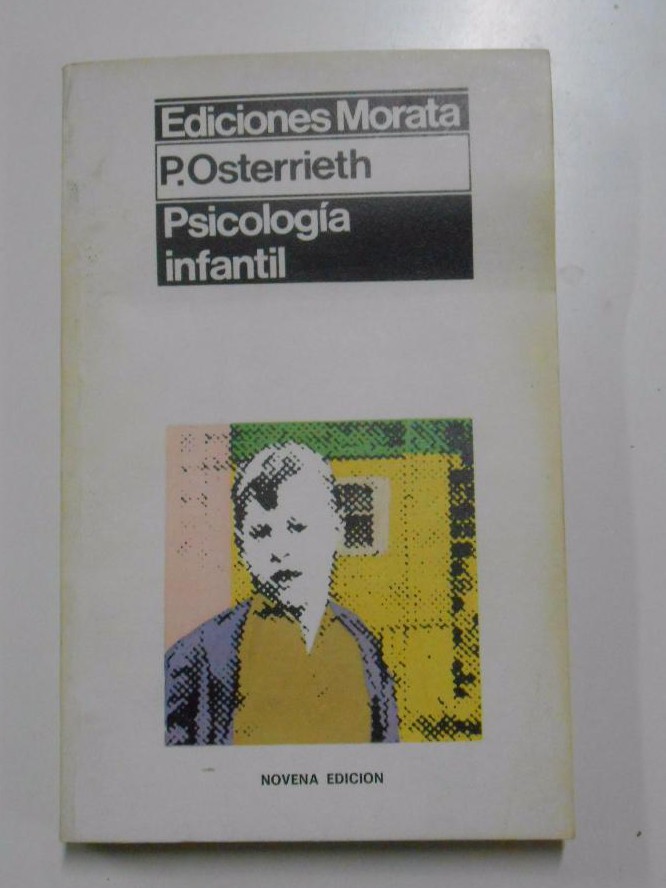 Ediciones Morata
P.Osterrieth
Psicología
infantil
NOVENA EDICION